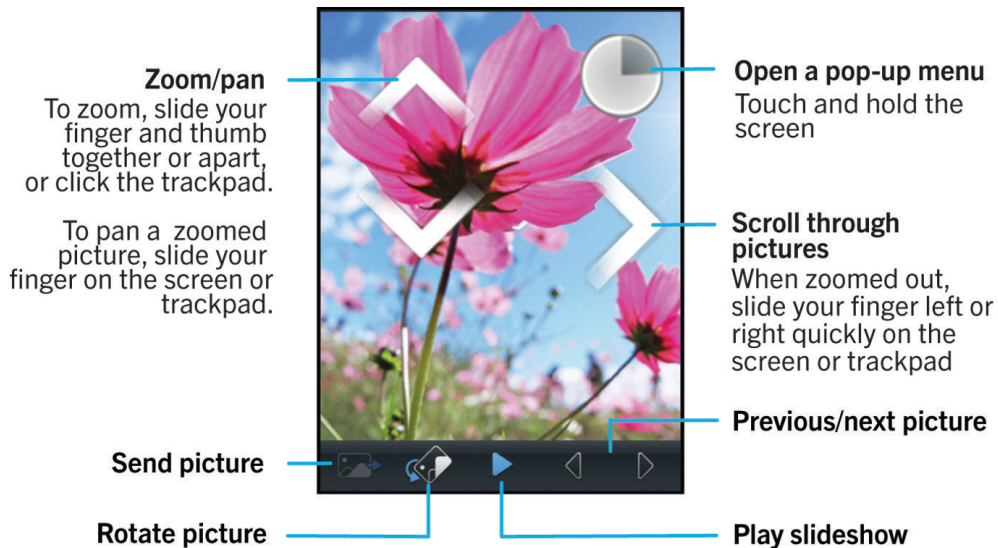 Zoom/pan
To zoom, slide your
finger and thumb
together or apart,
or click the trackpad.
To pan a zoomed
picture, slide your
finger on the screen or
trackpad.
Open a pop-up menu
Touch and hold the
screen
Scroll through
pictures
When zoomed out,
slide your finger left or
right quickly on the
screen or trackpad
Previous/next picture
Send picture
Rotate picture
Play slideshow